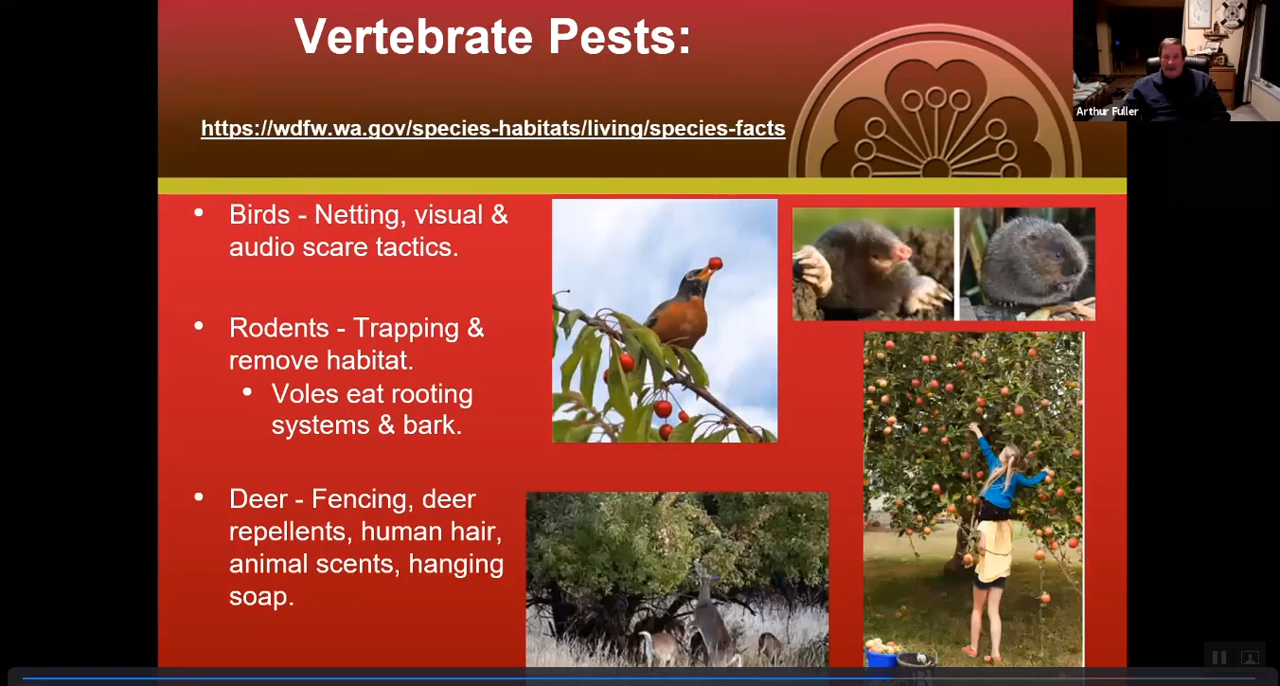 Vertebrate Pests:
https://wdfw.wa.gov/species-habitats/living/species-facts
Arthur Fuller
• Birds - Netting, visual &
audio scare tactics.
• Rodents - Trapping &
remove habitat.
• Voles eat rooting
systems & bark.
• Deer - Fencing, deer
repellents, human hair,
animal scents, hanging
soap.